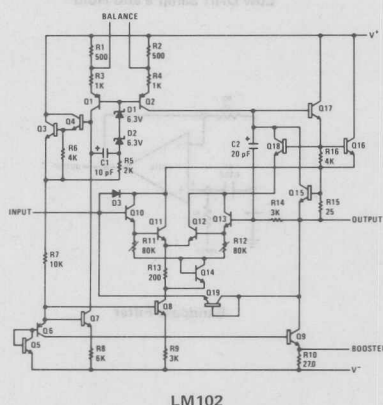 BALANCE
V+
R1
500
R2
500
R3
1K
R4
1K
Q1
Q2
D1
6.3V
Q17
Q3
Q4
D2
6.3V
C2
20 pF
Q18
R16
4K
Q16
R6
4K
C1
10 pF
R5
2K
Q15
R15
25
D3
INPUT
Q10
Q11
Q12
Q13
R14
3K
OUTPUT
R11
80K
R12
80K
Q14
R7
10K
R13
200
Q19
Q8
Q6
Q7
Q9
BOOSTER
Q5
R8
6K
R9
3K
R10
270
V-
LM102